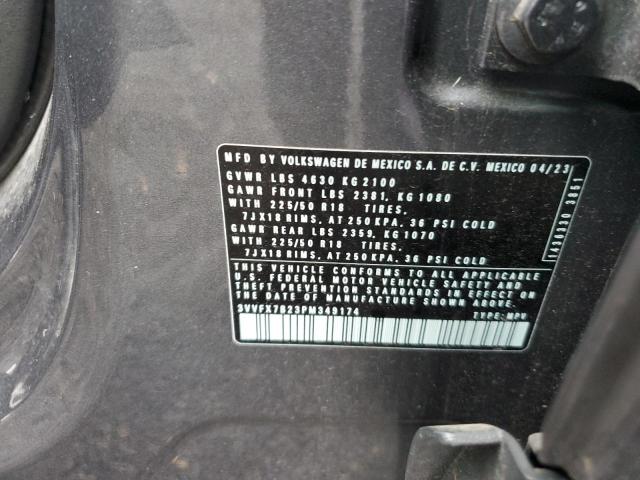 MFD BY VOLKSWAGEN DE MEXICO S.A. DE C.V. MEXICO 04/23
GVWR LBS 4630 KG 2100
GAWR FRONT LBS 2381, KG 1080
WITH 225/50 R18 TIRES,
7JX18 RIMS, AT 250 KPA, 36 PSI COLD
GAWR REAR LBS 2359, KG 1070
WITH 225/50 R18 TIRES,
7JX18 RIMS, AT 250 KPA, 36 PSI COLD
THIS VEHICLE CONFORMS TO ALL APPLICABLE
U.S. FEDERAL MOTOR VEHICLE SAFETY AND
THEFT PREVENTION STANDARDS IN EFFECT ON
THE DATE OF MANUFACTURE SHOWN ABOVE.
3VVFX7B23PM349174 TYPE: MPV
1430330 3051